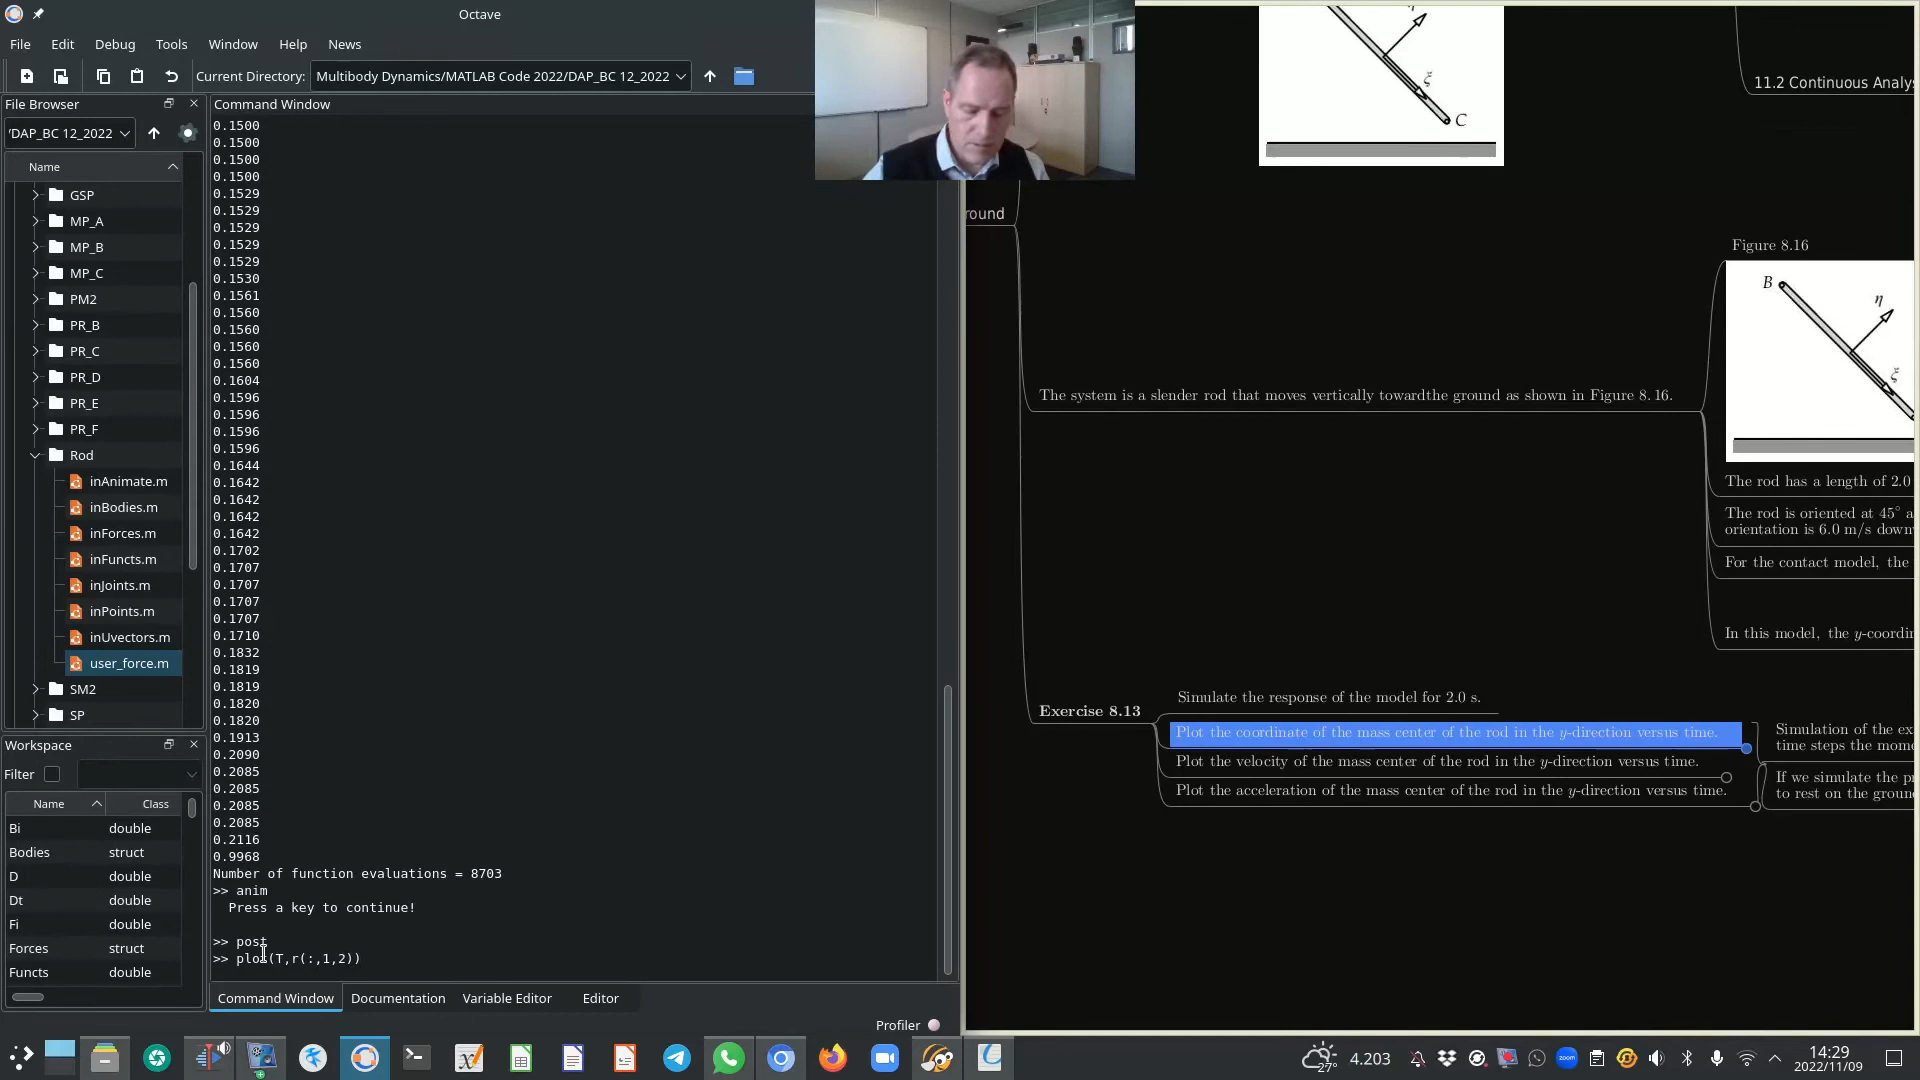 Octave
File Edit Debug Tools Window Help News
Current Directory: Multibody Dynamics/MATLAB Code 2022/DAP_BC 12_2022
File Browser
'DAP_BC 12_2022
Name
GSP
MP_A
MP_B
MP_C
PM2
PR_B
PR_C
PR_D
PR_E
PR_F
Rod
inAnimate.m
inBodies.m
inForces.m
inFuncts.m
inJoints.m
inPoints.m
inUvectors.m
user_force.m
SM2
SP
Workspace
Filter
Name Class
Bi double
Bodies struct
D double
Dt double
Fi double
Forces struct
Functs double
Command Window
0.1500
0.1500
0.1500
0.1500
0.1529
0.1529
0.1529
0.1529
0.1529
0.1530
0.1561
0.1560
0.1560
0.1560
0.1560
0.1604
0.1596
0.1596
0.1596
0.1596
0.1644
0.1642
0.1642
0.1642
0.1642
0.1702
0.1707
0.1707
0.1707
0.1707
0.1710
0.1832
0.1819
0.1819
0.1820
0.1820
0.1913
0.2090
0.2085
0.2085
0.2085
0.2085
0.2116
0.9968
Number of function evaluations = 8703
>> anim
Press a key to continue!
>> post
>> plot(T,r(:,1,2))
Command Window Documentation Variable Editor Editor
Profiler
η
ξ
C
11.2 Continuous Analys
round
Figure 8.16
B
η
ξ
The system is a slender rod that moves vertically towardthe ground as shown in Figure 8.16.
The rod has a length of 2.0
The rod is oriented at 45° a
orientation is 6.0 m/s down
For the contact model, the
In this model, the y-coordin
Exercise 8.13
Simulate the response of the model for 2.0 s.
Plot the coordinate of the mass center of the rod in the y-direction versus time.
Plot the velocity of the mass center of the rod in the y-direction versus time.
Plot the acceleration of the mass center of the rod in the y-direction versus time.
Simulation of the ex
time steps the mome
If we simulate the p
to rest on the groun
27°
4.203
zoom
14:29
2022/11/09